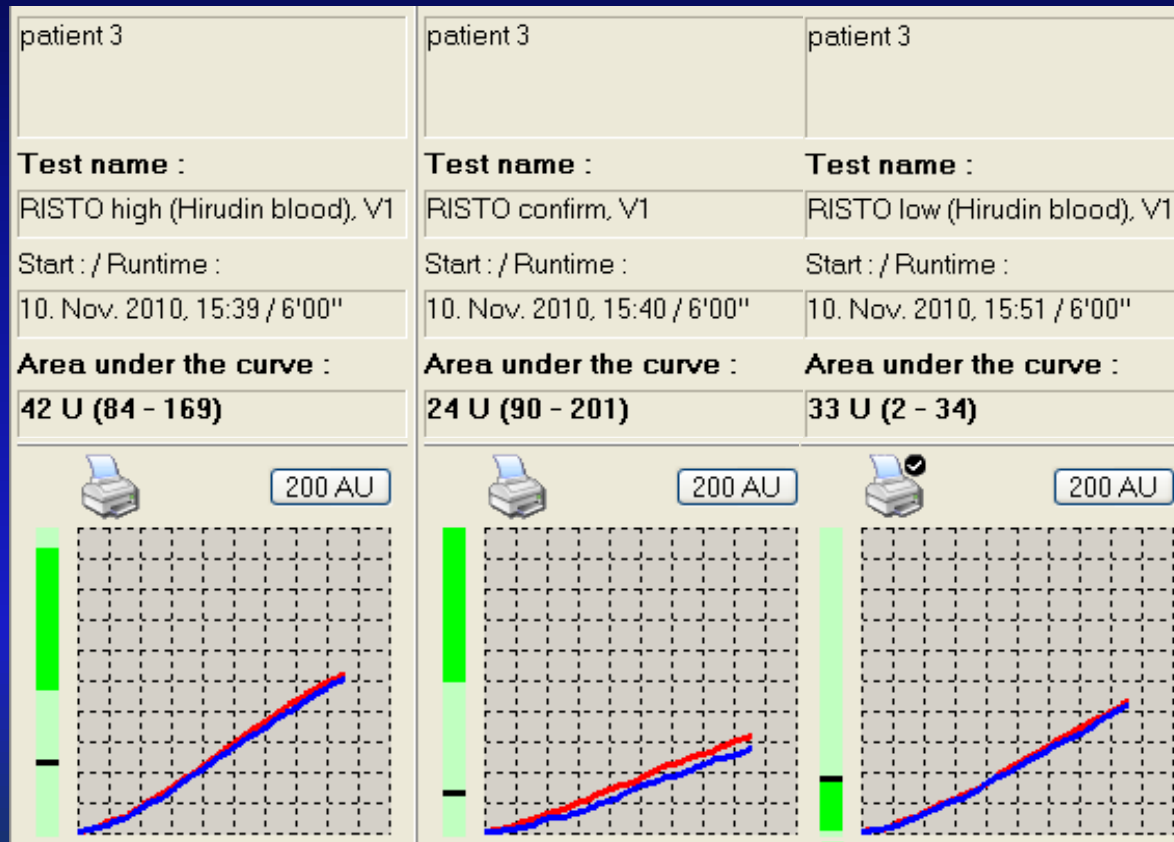 patient 3
Test name :
RISTO high (Hirudin blood), V1
Start : / Runtime :
10. Nov. 2010, 15:39 / 6'00"
Area under the curve :
42 U (84 - 169)
200 AU
patient 3
Test name :
RISTO confirm, V1
Start : / Runtime :
10. Nov. 2010, 15:40 / 6'00"
Area under the curve :
24 U (90 - 201)
200 AU
patient 3
Test name :
RISTO low (Hirudin blood), V1
Start : / Runtime :
10. Nov. 2010, 15:51 / 6'00"
Area under the curve :
33 U (2 - 34)
200 AU